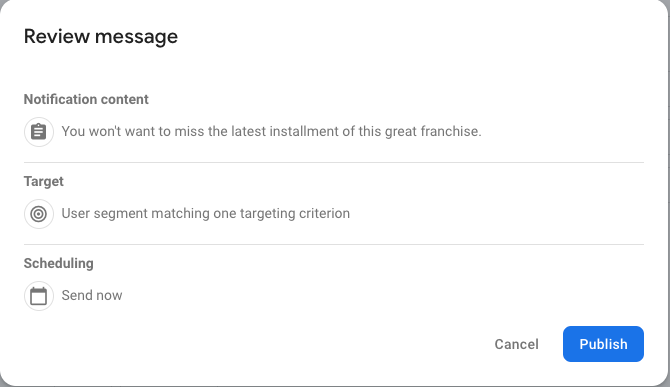 Review message
Notification content
You won't want to miss the latest installment of this great franchise.
Target
User segment matching one targeting criterion
Scheduling
Send now
Cancel Publish